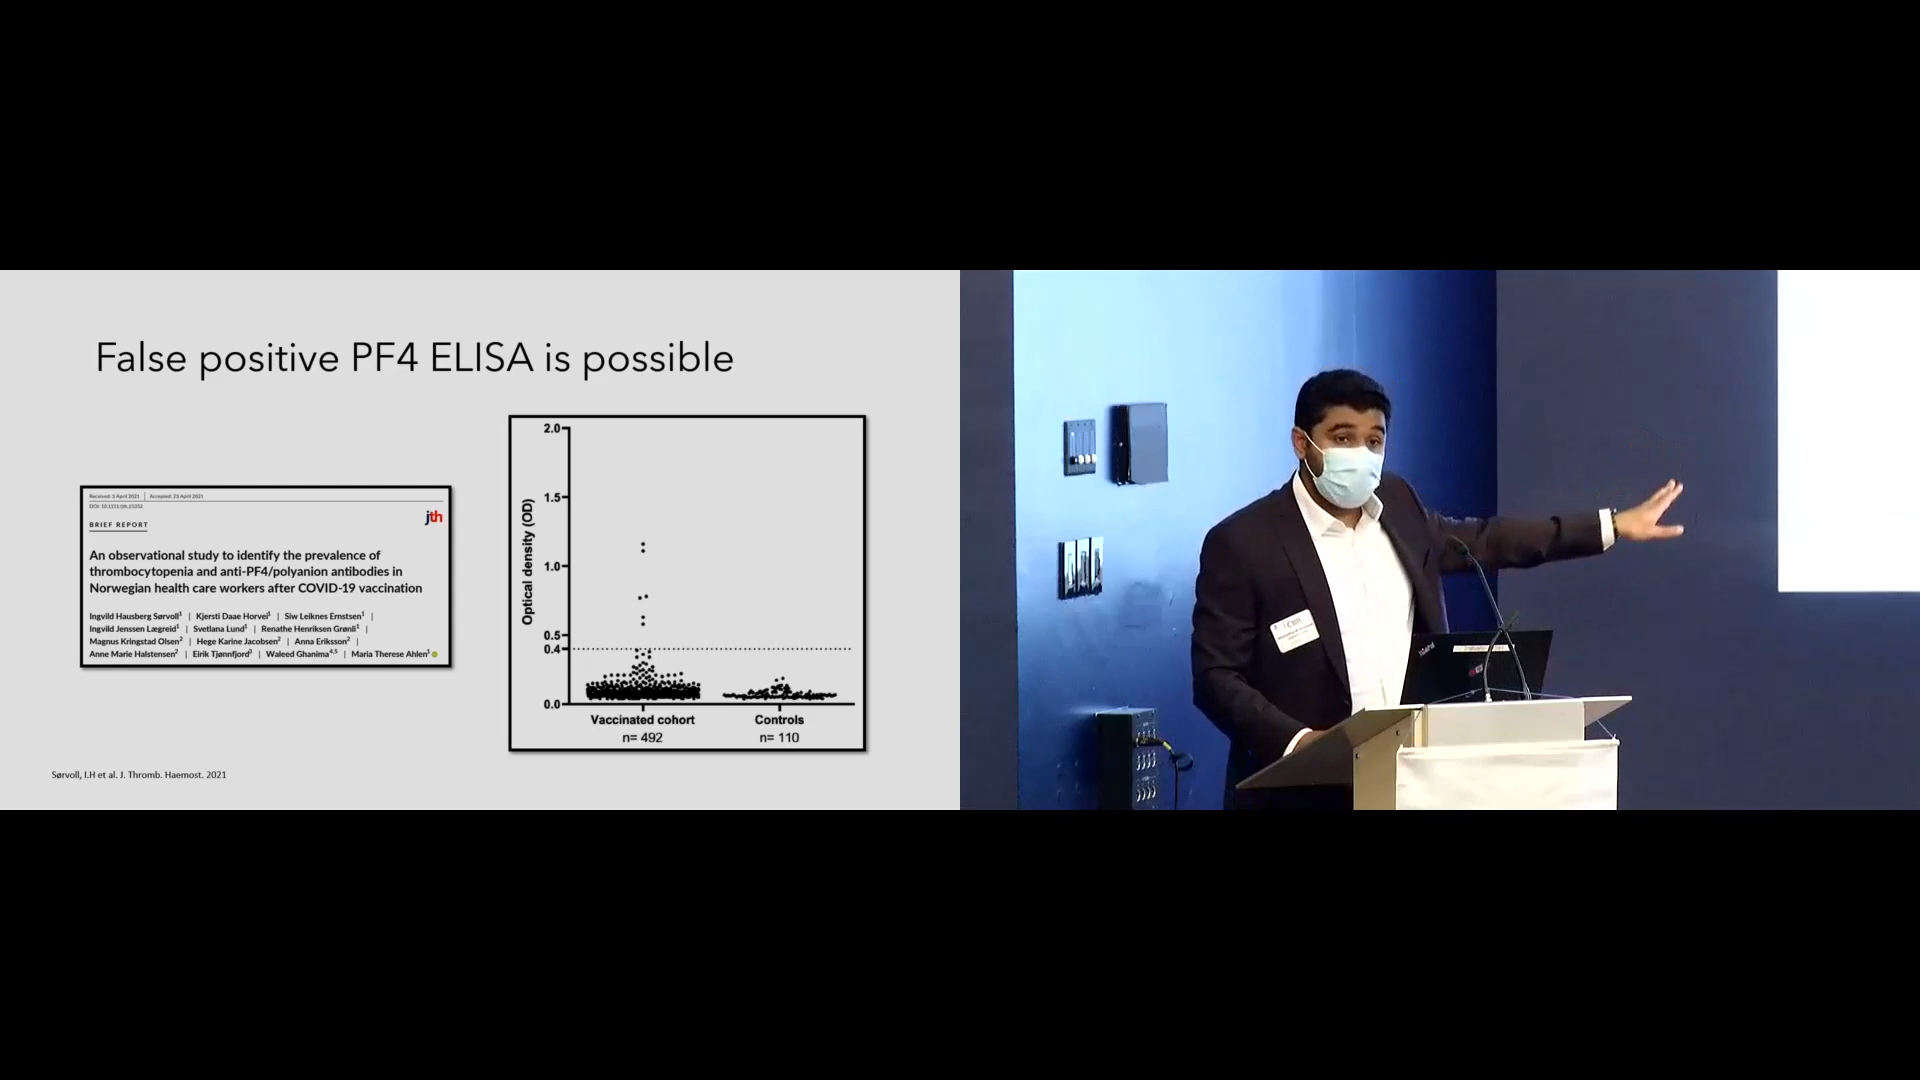 False positive PF4 ELISA is possible
Received: 3 April 2021 | Accepted: 23 April 2021
DOI: 10.1111/jth.15352
BRIEF REPORT
jth
An observational study to identify the prevalence of
thrombocytopenia and anti-PF4/polyanion antibodies in
Norwegian health care workers after COVID-19 vaccination
Ingvild Hausberg Sørvoll1 | Kjersti Daae Horvei1 | Siw Leiknes Ernstsen1 |
Ingvild Jenssen Lægreid1 | Svetlana Lund1 | Renathe Henriksen Grønli1 |
Magnus Kringstad Olsen2 | Hege Karine Jacobsen2 | Anna Eriksson2 |
Anne Marie Halstensen2 | Eirik Tjønnfjord3 | Waleed Ghanima4,5 | Maria Therese Ahlen1
Optical density (OD)
2.0
1.5
1.0
0.5
0.4
0.0
Vaccinated cohort
Controls
n= 492
n= 110
Sørvoll, I.H et al. J. Thromb. Haemost. 2021
CBR
ThinkPad